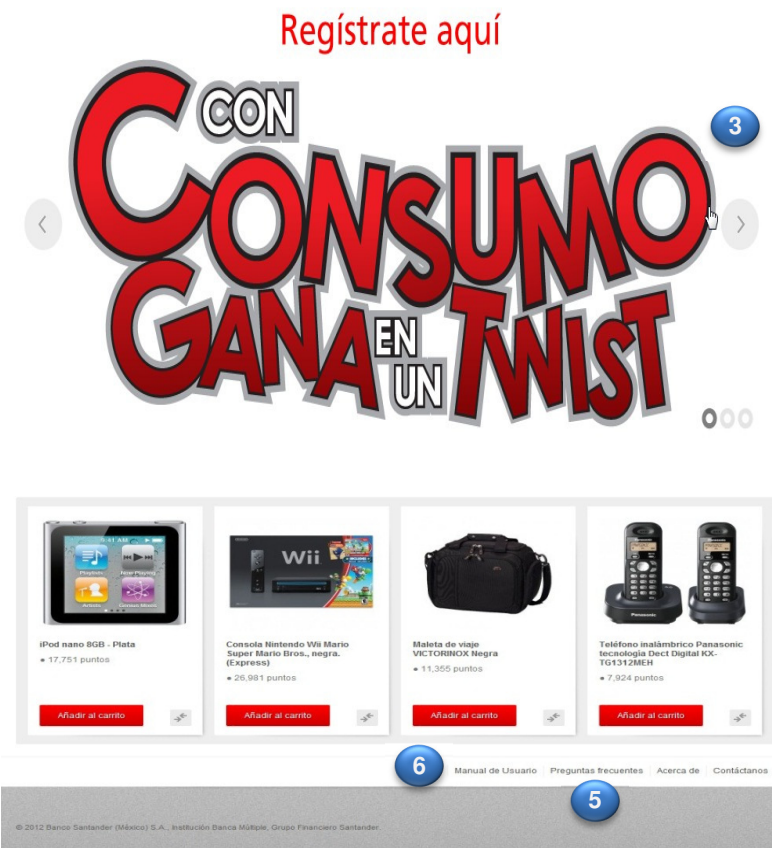 Regístrate aquí
CON
CONSUMO
GANA EN UN TWIST
3
iPod nano 8GB - Plata
17,751 puntos
Añadir al carrito
Wii
Consola Nintendo Wii Mario
Super Mario Bros., negra.
(Express)
26,981 puntos
Añadir al carrito
Maleta de viaje
VICTORINOX Negra
11,355 puntos
Añadir al carrito
Panasonic
Teléfono inalámbrico Panasonic
tecnología Dect Digital KX-
TG1312MEH
7,924 puntos
Añadir al carrito
6
Manual de Usuario Preguntas frecuentes Acerca de Contáctanos
5
© 2012 Banco Santander (México) S.A., Institución Banca Múltiple, Grupo Financiero Santander.